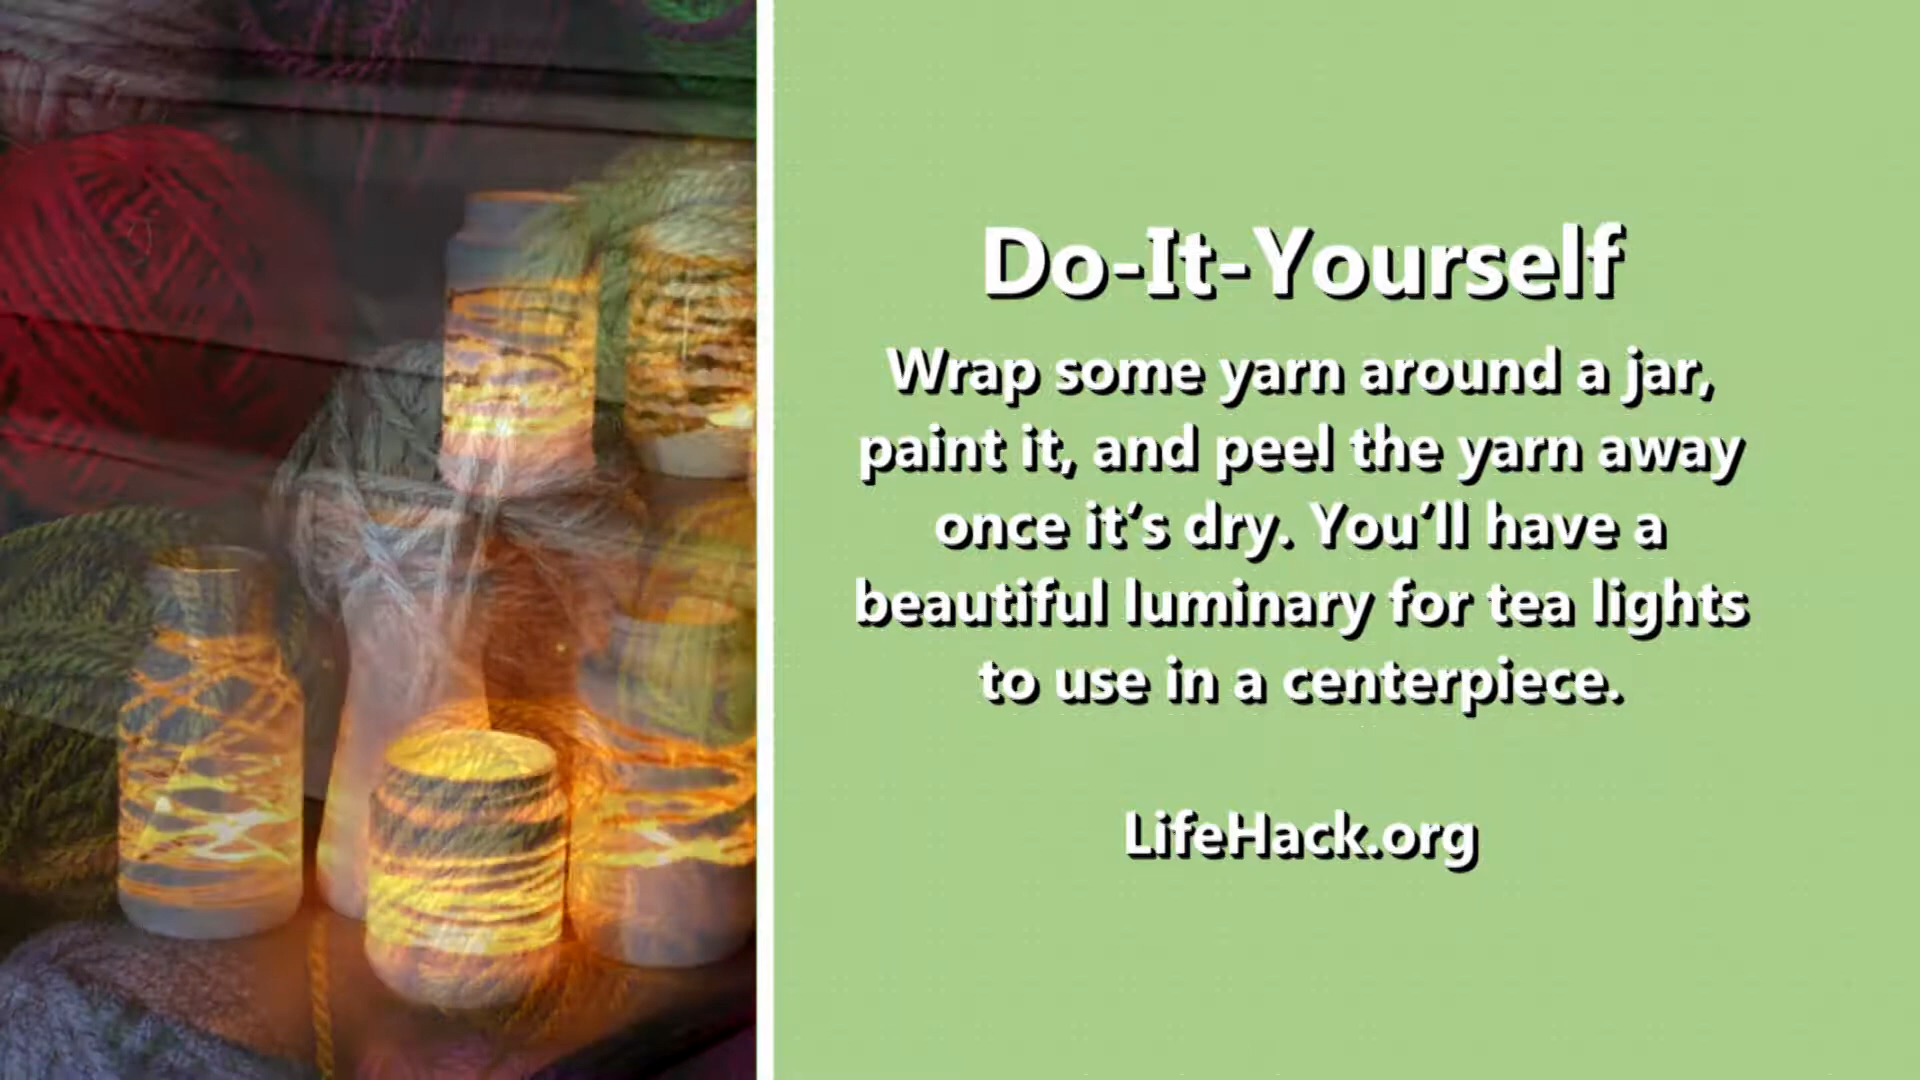 Do-It-Yourself
Wrap some yarn around a jar,
paint it, and peel the yarn away
once it’s dry. You’ll have a
beautiful luminary for tea lights
to use in a centerpiece.
LifeHack.org